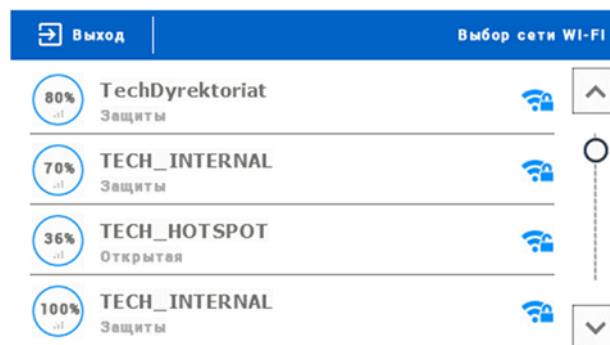 Выход
Выбор сети WI-FI
80%
TechDyrektoriat
Защиты
70%
TECH_INTERNAL
Защиты
36%
TECH_HOTSPOT
Открытая
100%
TECH_INTERNAL
Защиты